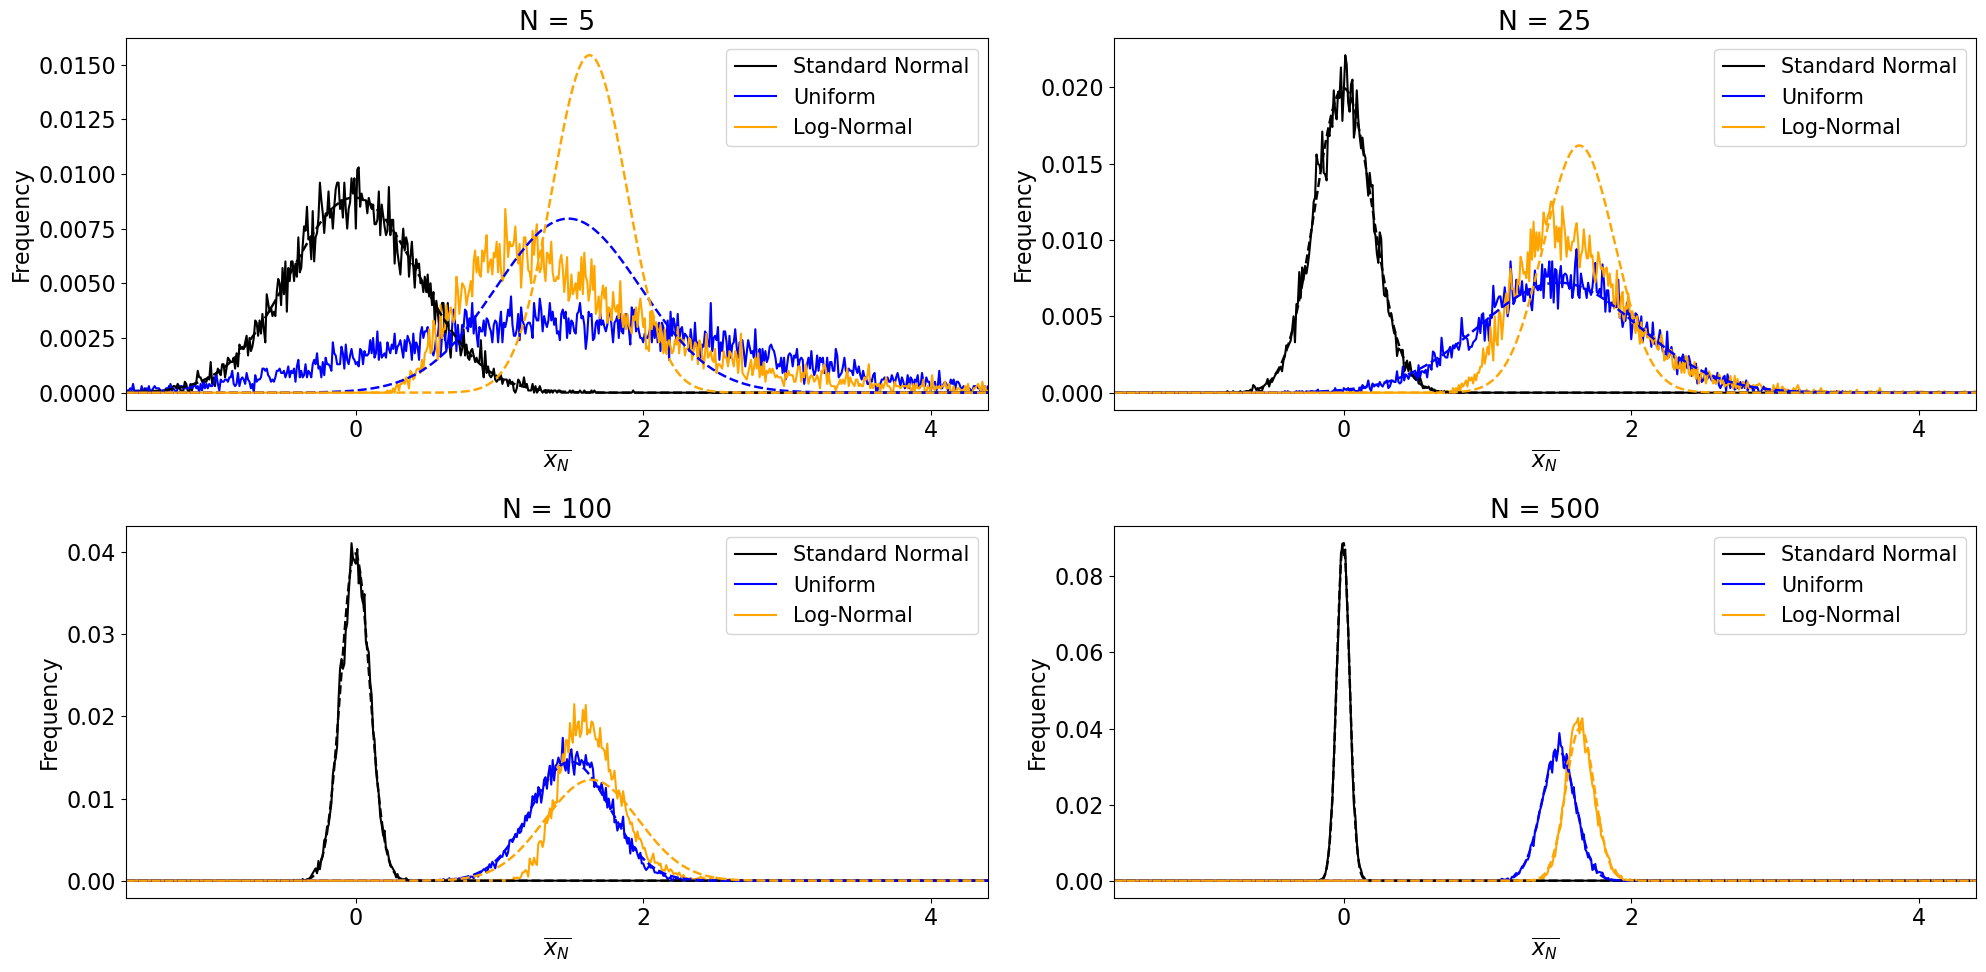 N = 5
0.0150
0.0125
0.0100
0.0075
0.0050
0.0025
0.0000
Frequency
Standard Normal
Uniform
Log-Normal
0 2 4
x̅_N
N = 25
0.020
0.015
0.010
0.005
0.000
Frequency
Standard Normal
Uniform
Log-Normal
0 2 4
x̅_N
N = 100
0.04
0.03
0.02
0.01
0.00
Frequency
Standard Normal
Uniform
Log-Normal
0 2 4
x̅_N
N = 500
0.08
0.06
0.04
0.02
0.00
Frequency
Standard Normal
Uniform
Log-Normal
0 2 4
x̅_N